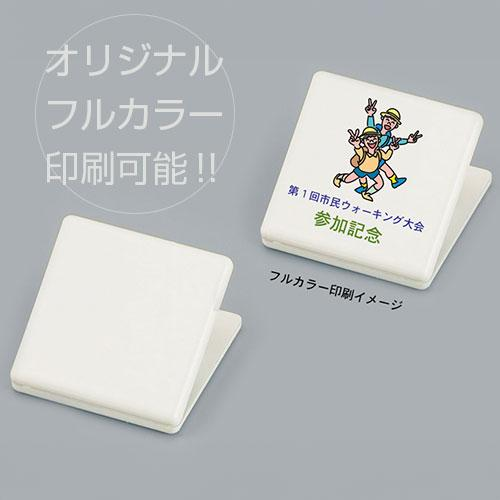 オリジナル
フルカラー
印刷可能!!
第1回市民ウォーキング大会
参加記念
フルカラー印刷イメージ